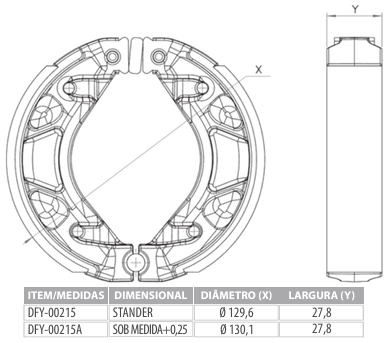 Y
X
ITEM/MEDIDAS DIMENSIONAL DIÂMETRO (X) LARGURA (Y)
DFY-00215 STANDER Ø 129,6 27,8
DFY-00215A SOB MEDIDA+0,25 Ø 130,1 27,8